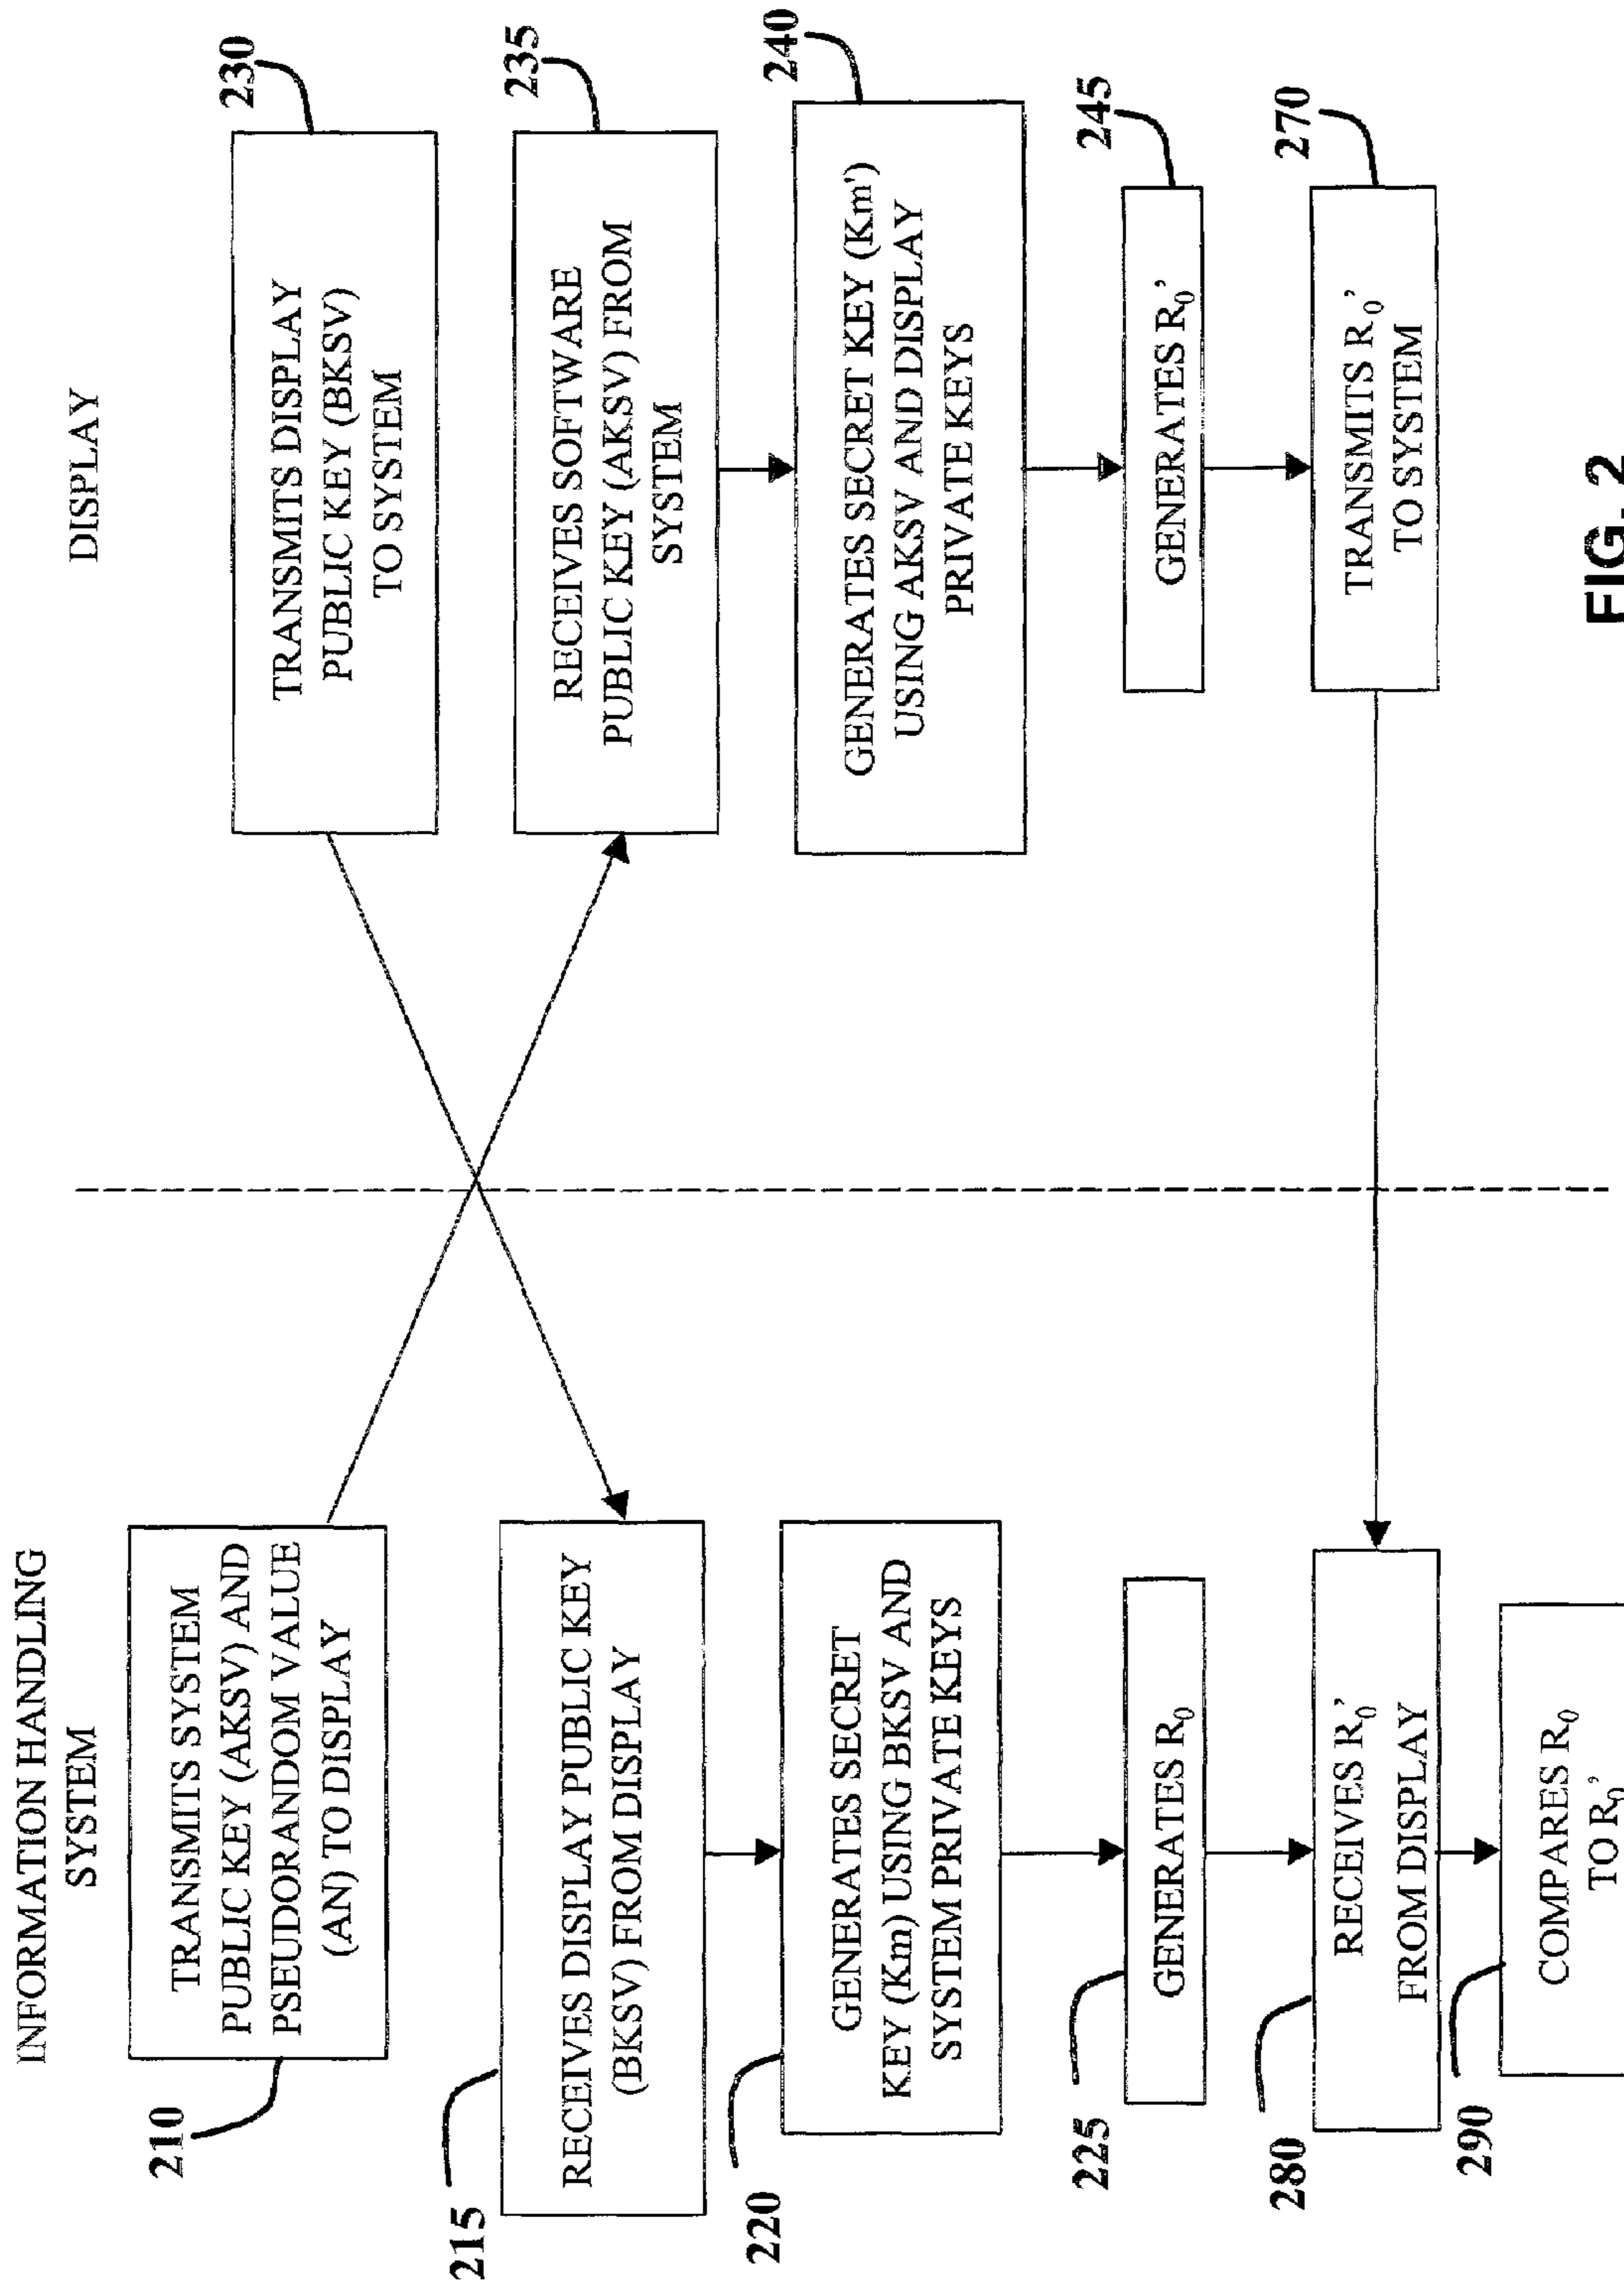 INFORMATION HANDLING
SYSTEM
DISPLAY
210
TRANSMITS SYSTEM
PUBLIC KEY (AKSV) AND
PSEUDORANDOM VALUE
(AN) TO DISPLAY
230
TRANSMITS DISPLAY
PUBLIC KEY (BKSV)
TO SYSTEM
215
RECEIVES DISPLAY PUBLIC KEY
(BKSV) FROM DISPLAY
235
RECEIVES SOFTWARE
PUBLIC KEY (AKSV) FROM
SYSTEM
220
GENERATES SECRET
KEY (Km) USING BKSV AND
SYSTEM PRIVATE KEYS
240
GENERATES SECRET KEY (Km')
USING AKSV AND DISPLAY
PRIVATE KEYS
225
GENERATES R0
245
GENERATES R0'
280
RECEIVES R0'
FROM DISPLAY
270
TRANSMITS R0'
TO SYSTEM
290
COMPARES R0
TO R0'
FIG. 2